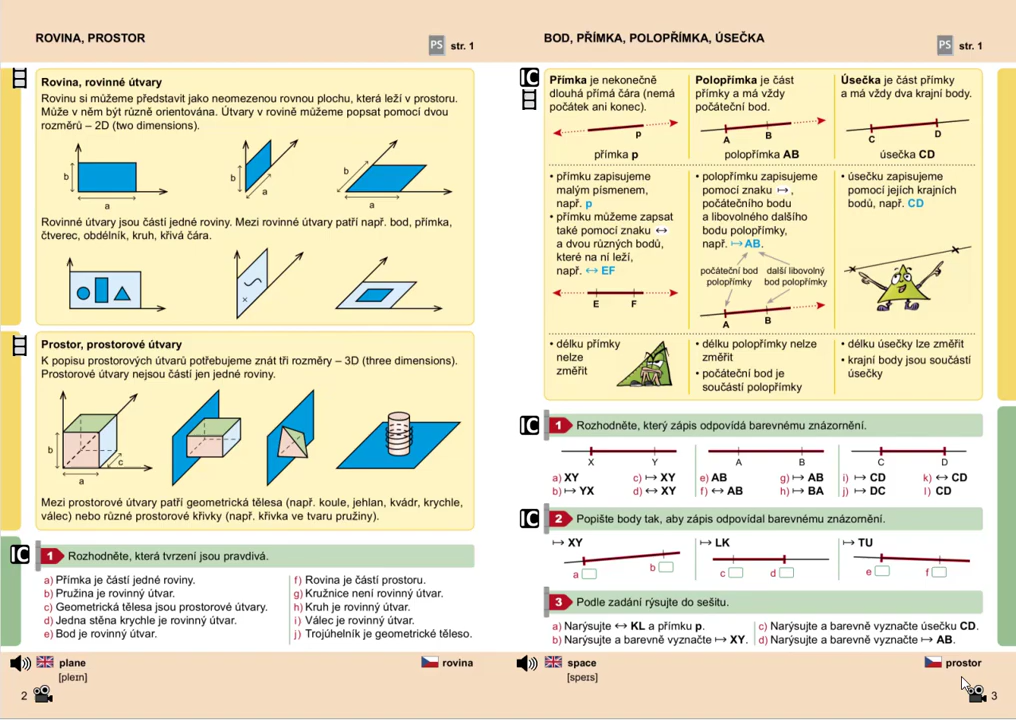 ROVINA, PROSTOR
PS str. 1
Rovina, rovinné útvary
Rovinu si můžeme představit jako neomezenou rovnou plochu, která leží v prostoru.
Může v něm být různě orientována. Útvary v rovině můžeme popsat pomocí dvou
rozměrů – 2D (two dimensions).
b
a
b
a
b
a
Rovinné útvary jsou částí jedné roviny. Mezi rovinné útvary patří např. bod, přímka,
čtverec, obdélník, kruh, křivá čára.
Prostor, prostorové útvary
K popisu prostorových útvarů potřebujeme znát tři rozměry – 3D (three dimensions).
Prostorové útvary nejsou částí jen jedné roviny.
b
a
c
Mezi prostorové útvary patří geometrická tělesa (např. koule, jehlan, kvádr, krychle,
válec) nebo různé prostorové křivky (např. křivka ve tvaru pružiny).
IC
1 Rozhodněte, která tvrzení jsou pravdivá.
a) Přímka je částí jedné roviny.
b) Pružina je rovinný útvar.
c) Geometrická tělesa jsou prostorové útvary.
d) Jedna stěna krychle je rovinný útvar.
e) Bod je rovinný útvar.
f) Rovina je částí prostoru.
g) Kružnice není rovinný útvar.
h) Kruh je rovinný útvar.
i) Válec je rovinný útvar.
j) Trojúhelník je geometrické těleso.
plane
[pleɪn]
rovina
2
BOD, PŘÍMKA, POLOPŘÍMKA, ÚSEČKA
PS str. 1
IC
Přímka je nekonečně
dlouhá přímá čára (nemá
počátek ani konec).
p
přímka p
Polopřímka je část
přímky a má vždy
počáteční bod.
A B
polopřímka AB
Úsečka je část přímky
a má vždy dva krajní body.
C D
úsečka CD
• přímku zapisujeme
malým písmenem,
např. p
• přímku můžeme zapsat
také pomocí znaku ↔
a dvou různých bodů,
které na ní leží,
např. ↔ EF
E F
• polopřímku zapisujeme
pomocí znaku ↦,
počátečního bodu
a libovolného dalšího
bodu polopřímky,
např. ↦ AB.
počáteční bod
polopřímky
další libovolný
bod polopřímky
A B
• úsečku zapisujeme
pomocí jejích krajních
bodů, např. CD
• délku přímky
nelze
změřit
• délku polopřímky nelze
změřit
• počáteční bod je
součástí polopřímky
• délku úsečky lze změřit
• krajní body jsou součástí
úsečky
IC
1 Rozhodněte, který zápis odpovídá barevnému znázornění.
X Y
a) XY c) ↦ XY
b) ↦ YX d) ↔ XY
A B
e) AB g) ↦ AB
f) ↔ AB h) ↦ BA
C D
i) ↦ CD k) ↔ CD
j) ↦ DC l) CD
IC
2 Popište body tak, aby zápis odpovídal barevnému znázornění.
↦ XY
a b
↦ LK
c d
↦ TU
e f
3 Podle zadání rýsujte do sešitu.
a) Narýsujte ↔ KL a přímku p.
b) Narýsujte a barevně vyznačte ↦ XY.
c) Narýsujte a barevně vyznačte úsečku CD.
d) Narýsujte a barevně vyznačte ↦ AB.
space
[speɪs]
prostor
3